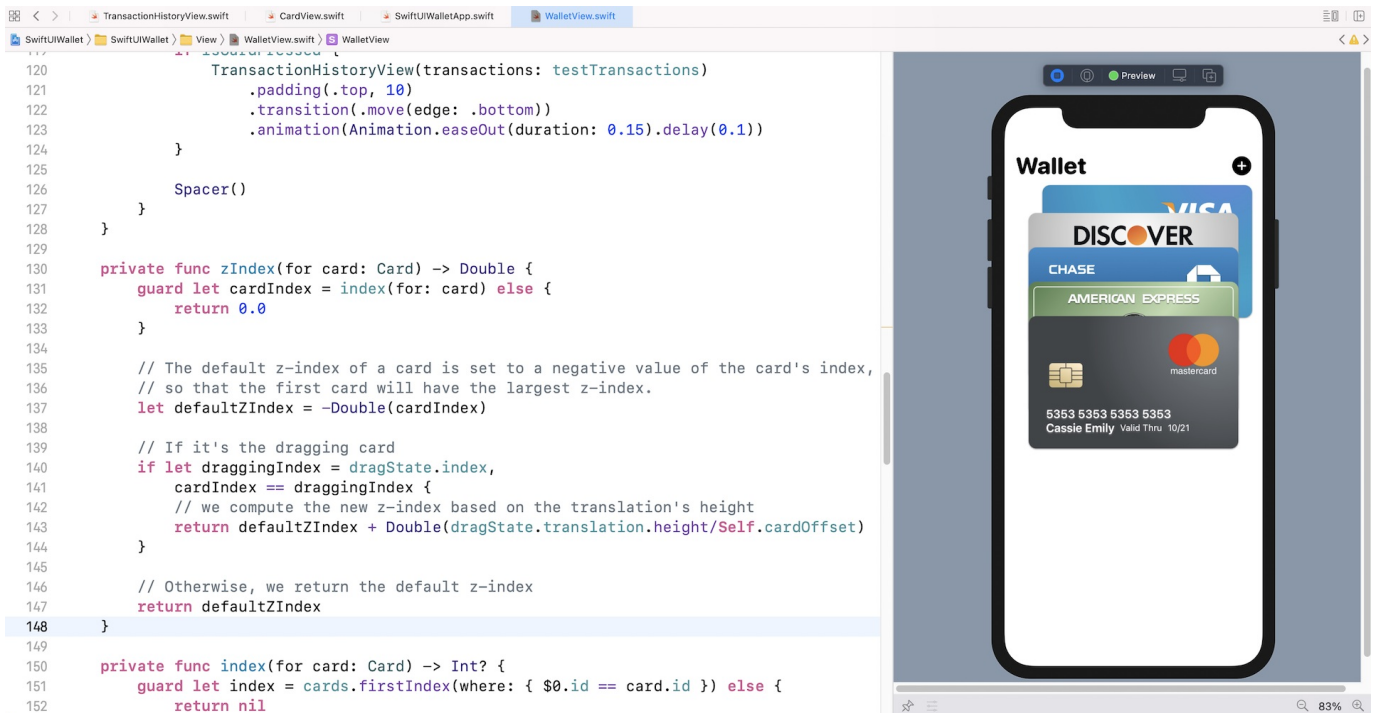 TransactionHistoryView.swift CardView.swift SwiftUIWalletApp.swift WalletView.swift
SwiftUIWallet SwiftUIWallet View WalletView.swift S WalletView
119 if isCardPressed {
120 TransactionHistoryView(transactions: testTransactions)
121 .padding(.top, 10)
122 .transition(.move(edge: .bottom))
123 .animation(Animation.easeOut(duration: 0.15).delay(0.1))
124 }
125
126 Spacer()
127 }
128 }
129
130 private func zIndex(for card: Card) -> Double {
131 guard let cardIndex = index(for: card) else {
132 return 0.0
133 }
134
135 // The default z-index of a card is set to a negative value of the card's index,
136 // so that the first card will have the largest z-index.
137 let defaultZIndex = -Double(cardIndex)
138
139 // If it's the dragging card
140 if let draggingIndex = dragState.index,
141 cardIndex == draggingIndex {
142 // we compute the new z-index based on the translation's height
143 return defaultZIndex + Double(dragState.translation.height/Self.cardOffset)
144 }
145
146 // Otherwise, we return the default z-index
147 return defaultZIndex
148 }
149
150 private func index(for card: Card) -> Int? {
151 guard let index = cards.firstIndex(where: { $0.id == card.id }) else {
152 return nil
Preview
Wallet
VISA
DISCOVER
CHASE
AMERICAN EXPRESS
mastercard
5353 5353 5353 5353
Cassie Emily Valid Thru 10/21
83%